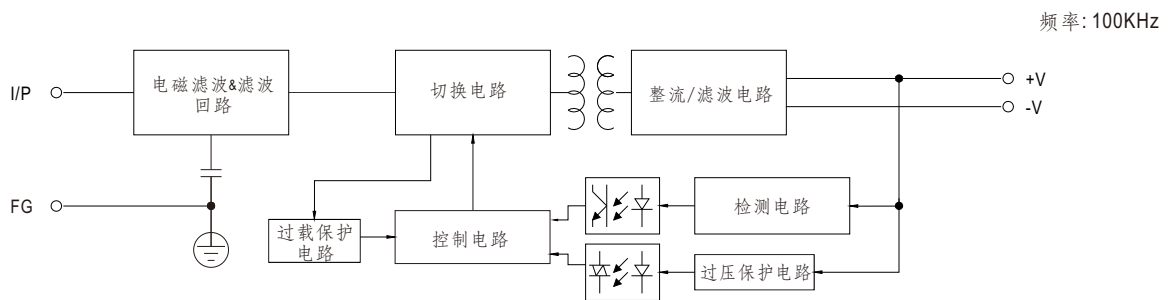 频率: 100KHz
I/P
电磁滤波&滤波
回路
切换电路
整流/滤波电路
+V
-V
FG
过载保护
电路
控制电路
检测电路
过压保护电路